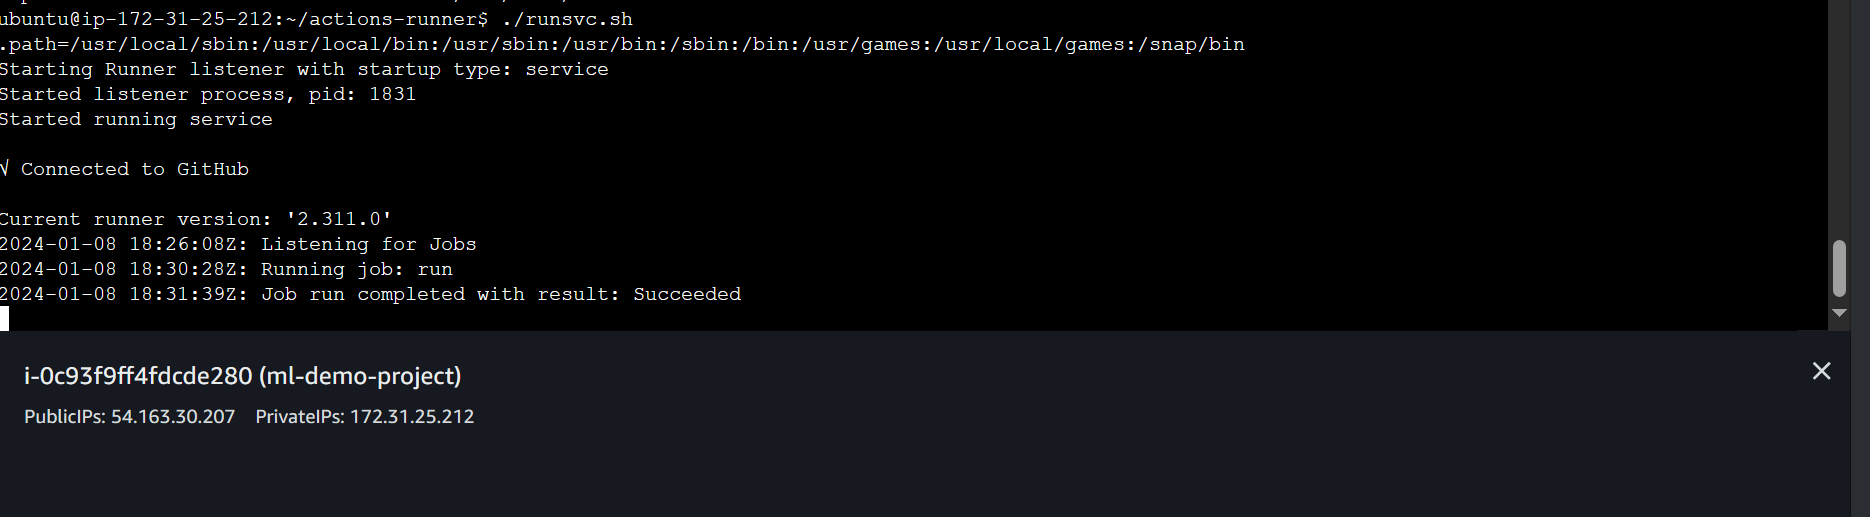 ubuntu@ip-172-31-25-212:~/actions-runner$ ./runsvc.sh
.path=/usr/local/sbin:/usr/local/bin:/usr/sbin:/usr/bin:/sbin:/bin:/usr/games:/usr/local/games:/snap/bin
Starting Runner listener with startup type: service
Started listener process, pid: 1831
Started running service
√ Connected to GitHub
Current runner version: '2.311.0'
2024-01-08 18:26:08Z: Listening for Jobs
2024-01-08 18:30:28Z: Running job: run
2024-01-08 18:31:39Z: Job run completed with result: Succeeded
i-0c93f9ff4fdcde280 (ml-demo-project)
PublicIPs: 54.163.30.207 PrivateIPs: 172.31.25.212